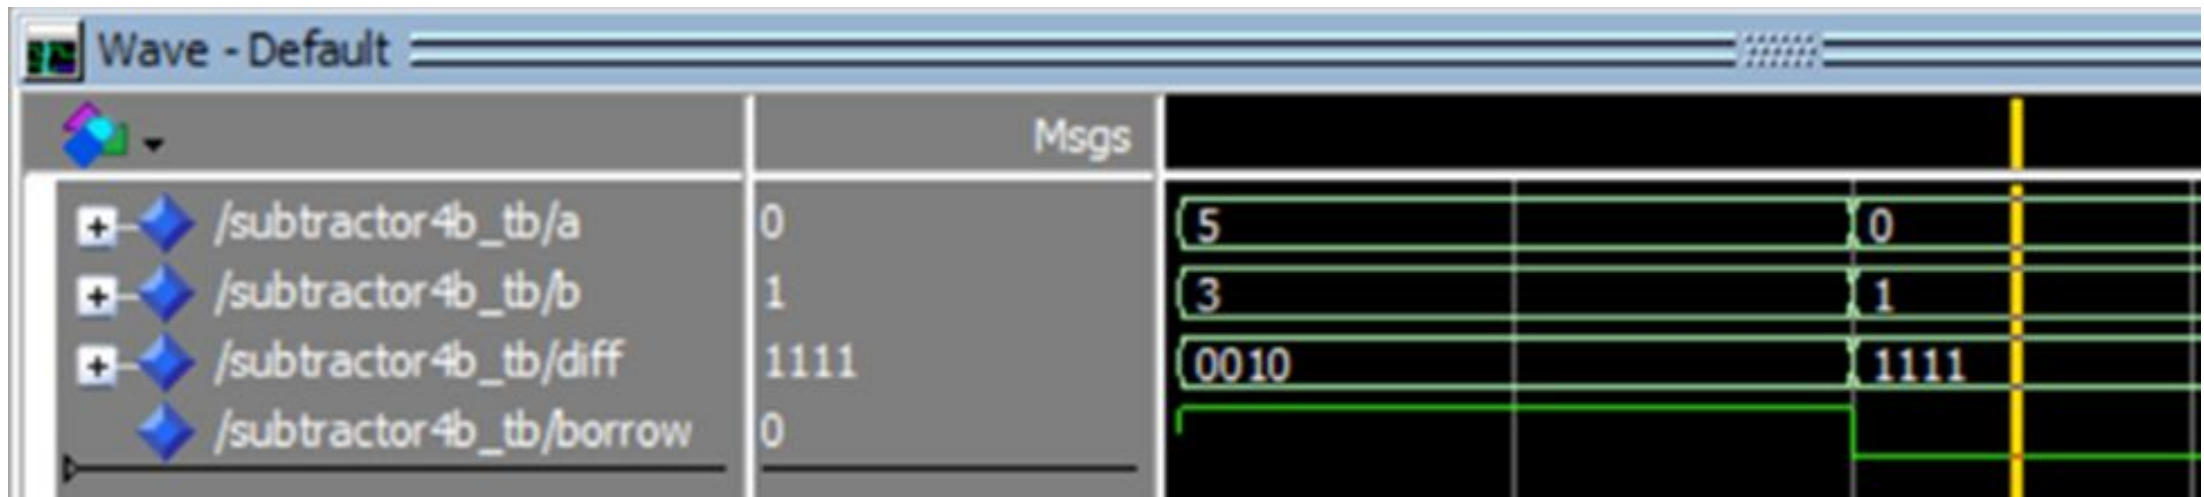 Wave - Default
Msgs
/subtractor4b_tb/a 0 5 0
/subtractor4b_tb/b 1 3 1
/subtractor4b_tb/diff 1111 0010 1111
/subtractor4b_tb/borrow 0